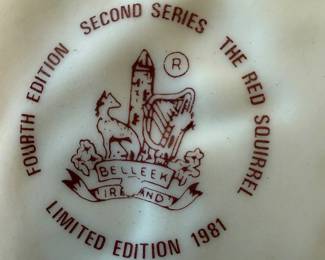 FOURTH EDITION SECOND SERIES THE RED SQUIRREL
R
BELLEEK
IRELAND
LIMITED EDITION 1981